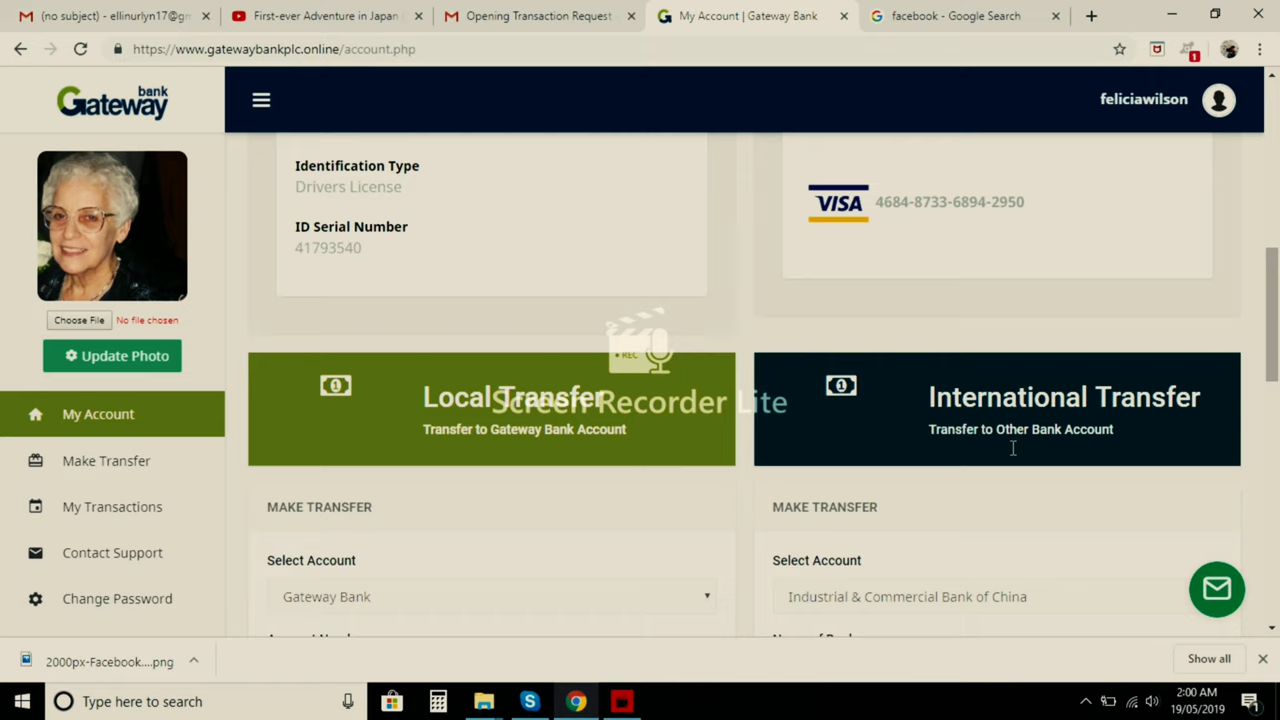 (no subject) - ellinurlyn17@gm
First-ever Adventure in Japan
Opening Transaction Request
My Account | Gateway Bank
facebook - Google Search
https://www.gatewaybankplc.online/account.php
1
Gateway bank
feliciawilson
Identification Type
Drivers License
ID Serial Number
41793540
VISA 4684-8733-6894-2950
Choose File No file chosen
Update Photo
REC
Screen Recorder Lite
Local Transfer
Transfer to Gateway Bank Account
International Transfer
Transfer to Other Bank Account
My Account
Make Transfer
My Transactions
Contact Support
Change Password
MAKE TRANSFER
Select Account
Gateway Bank
MAKE TRANSFER
Select Account
Industrial & Commercial Bank of China
2000px-Facebook....png
Show all
Type here to search
2:00 AM
19/05/2019
1